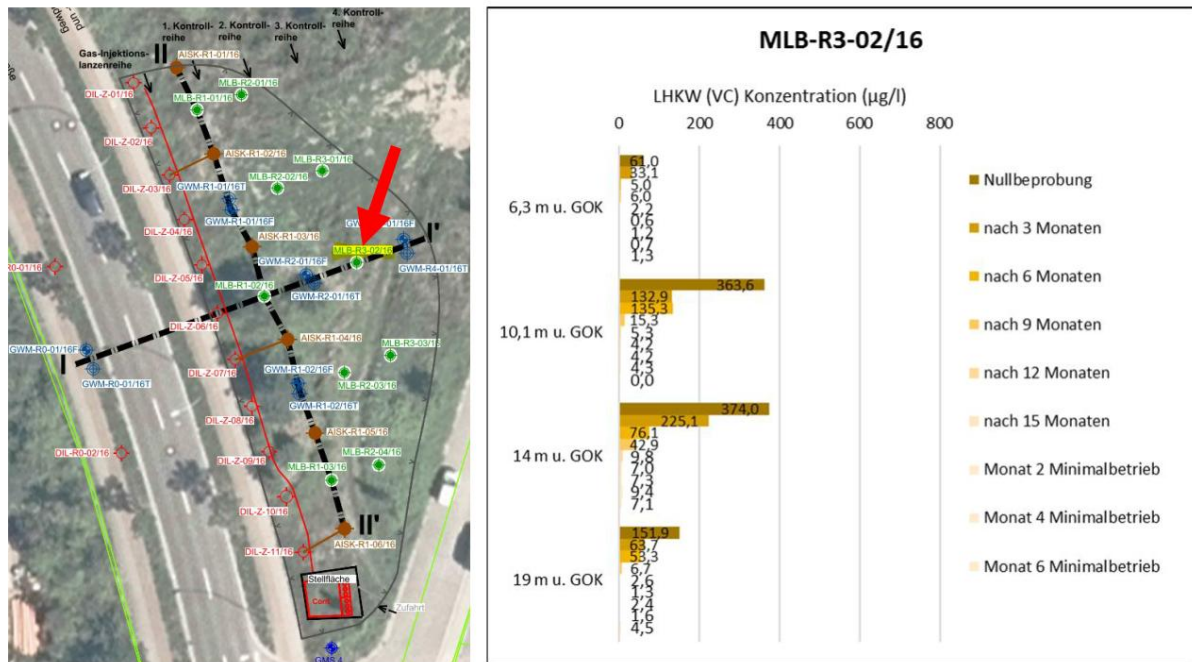 1. Kontroll-
reihe
2. Kontroll-
reihe
3. Kontroll-
reihe
4. Kontroll-
reihe
Gas-Injektions-
lanzenreihe
II
AISK-R1-01/16
DIL-Z-01/16
MLB-R1-01/16
MLB-R2-01/16
DIL-Z-02/16
AISK-R1-02/16
MLB-R3-01/16
DIL-Z-03/16
GWM-R1-01/16T
MLB-R2-02/16
GWM-R1-01/16F
DIL-Z-04/16
AISK-R1-03/16
I'
MLB-R3-02/16
GWM-R2-01/16F
GWM-R4-01/16T
DIL-Z-05/16
MLB-R1-02/16
GWM-R2-01/16T
DIL-Z-06/16
AISK-R1-04/16
GWM-R0-01/16F
I
GWM-R0-01/16T
DIL-Z-07/16
GWM-R1-02/16F
MLB-R2-03/16
DIL-Z-08/16
GWM-R1-02/16T
AISK-R1-05/16
DIL-R0-02/16
DIL-Z-09/16
MLB-R1-03/16
MLB-R2-04/16
DIL-Z-10/16
II'
AISK-R1-06/16
DIL-Z-11/16
Stellfläche
Cont.
Zufahrt
GMS 4
MLB-R3-02/16
LHKW (VC) Konzentration (µg/l)
0 200 400 600 800
6,3 m u. GOK
61,0
33,1
5,0
6,0
2,2
0,6
1,2
0,7
1,3
10,1 m u. GOK
363,6
132,9
135,3
15,3
5,3
4,2
4,2
4,3
0,0
14 m u. GOK
374,0
225,1
76,1
42,9
9,8
7,0
7,3
9,4
7,1
19 m u. GOK
151,9
63,7
53,3
6,7
2,6
1,3
2,4
1,6
4,5
Nullbeprobung
nach 3 Monaten
nach 6 Monaten
nach 9 Monaten
nach 12 Monaten
nach 15 Monaten
Monat 2 Minimalbetrieb
Monat 4 Minimalbetrieb
Monat 6 Minimalbetrieb